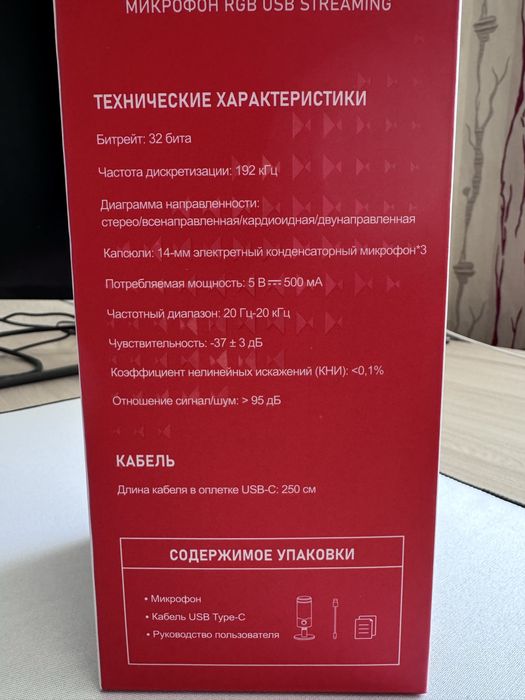 МИКРОФОН RGB USB STREAMING
ТЕХНИЧЕСКИЕ ХАРАКТЕРИСТИКИ
Битрейт: 32 бита
Частота дискретизации: 192 кГц
Диаграмма направленности:
стерео/всенаправленная/кардиоидная/двунаправленная
Капсюли: 14-мм электретный конденсаторный микрофон*3
Потребляемая мощность: 5 В⎓500 мА
Частотный диапазон: 20 Гц-20 кГц
Чувствительность: -37 ± 3 дБ
Коэффициент нелинейных искажений (КНИ): <0,1%
Отношение сигнал/шум: > 95 дБ
КАБЕЛЬ
Длина кабеля в оплетке USB-C: 250 см
СОДЕРЖИМОЕ УПАКОВКИ
• Микрофон
• Кабель USB Type-C
• Руководство пользователя